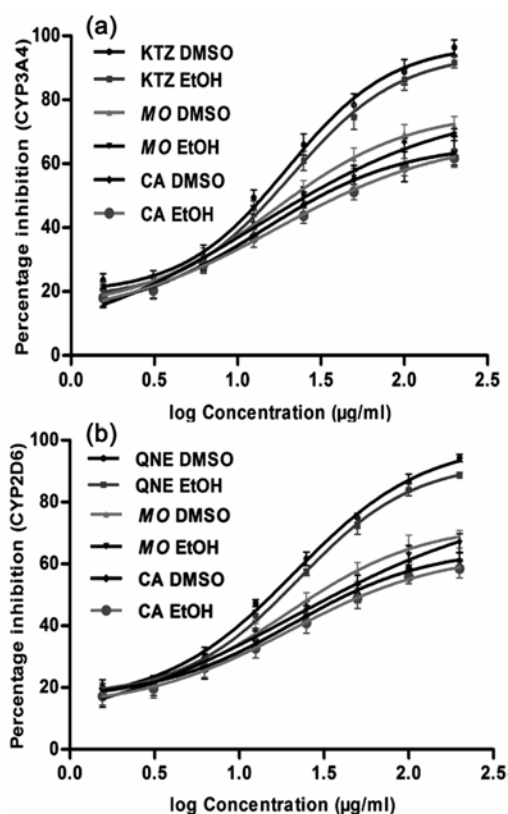 (a)
Percentage inhibition (CYP3A4)
100
80
60
40
20
0
KTZ DMSO
KTZ EtOH
MO DMSO
MO EtOH
CA DMSO
CA EtOH
0.0 0.5 1.0 1.5 2.0 2.5
log Concentration (µg/ml)
(b)
Percentage inhibition (CYP2D6)
100
80
60
40
20
0
QNE DMSO
QNE EtOH
MO DMSO
MO EtOH
CA DMSO
CA EtOH
0.0 0.5 1.0 1.5 2.0 2.5
log Concentration (µg/ml)